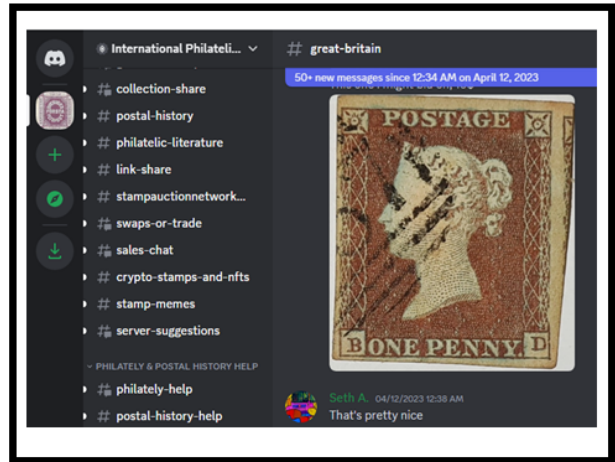 International Philateli...
collection-share
postal-history
philatelic-literature
link-share
stampauctionnetwork...
swaps-or-trade
sales-chat
crypto-stamps-and-nfts
stamp-memes
server-suggestions
PHILATELY & POSTAL HISTORY HELP
philately-help
postal-history-help
# great-britain
50+ new messages since 12:34 AM on April 12, 2023
POSTAGE
B ONE PENNY. D
Seth A. 04/12/2023 12:38 AM
That's pretty nice